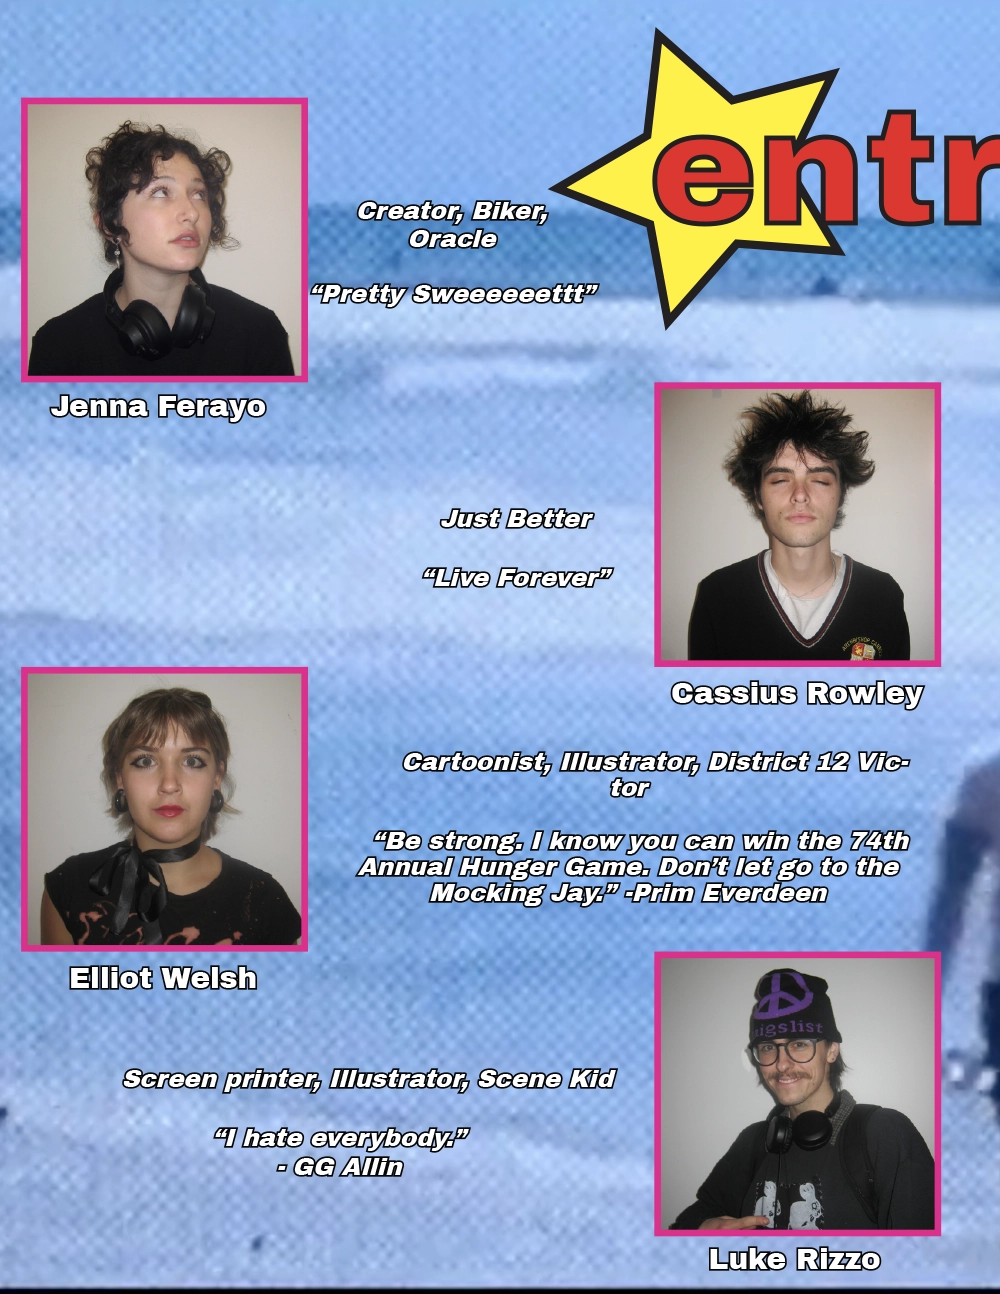 entr
Creator, Biker,
Oracle
“Pretty Sweeeeeettt”
Jenna Ferayo
Just Better
“Live Forever”
Cassius Rowley
Cartoonist, Illustrator, District 12 Vic-
tor
“Be strong. I know you can win the 74th
Annual Hunger Game. Don’t let go to the
Mocking Jay.” -Prim Everdeen
Elliot Welsh
igslist
Screen printer, Illustrator, Scene Kid
“I hate everybody.”
- GG Allin
Luke Rizzo